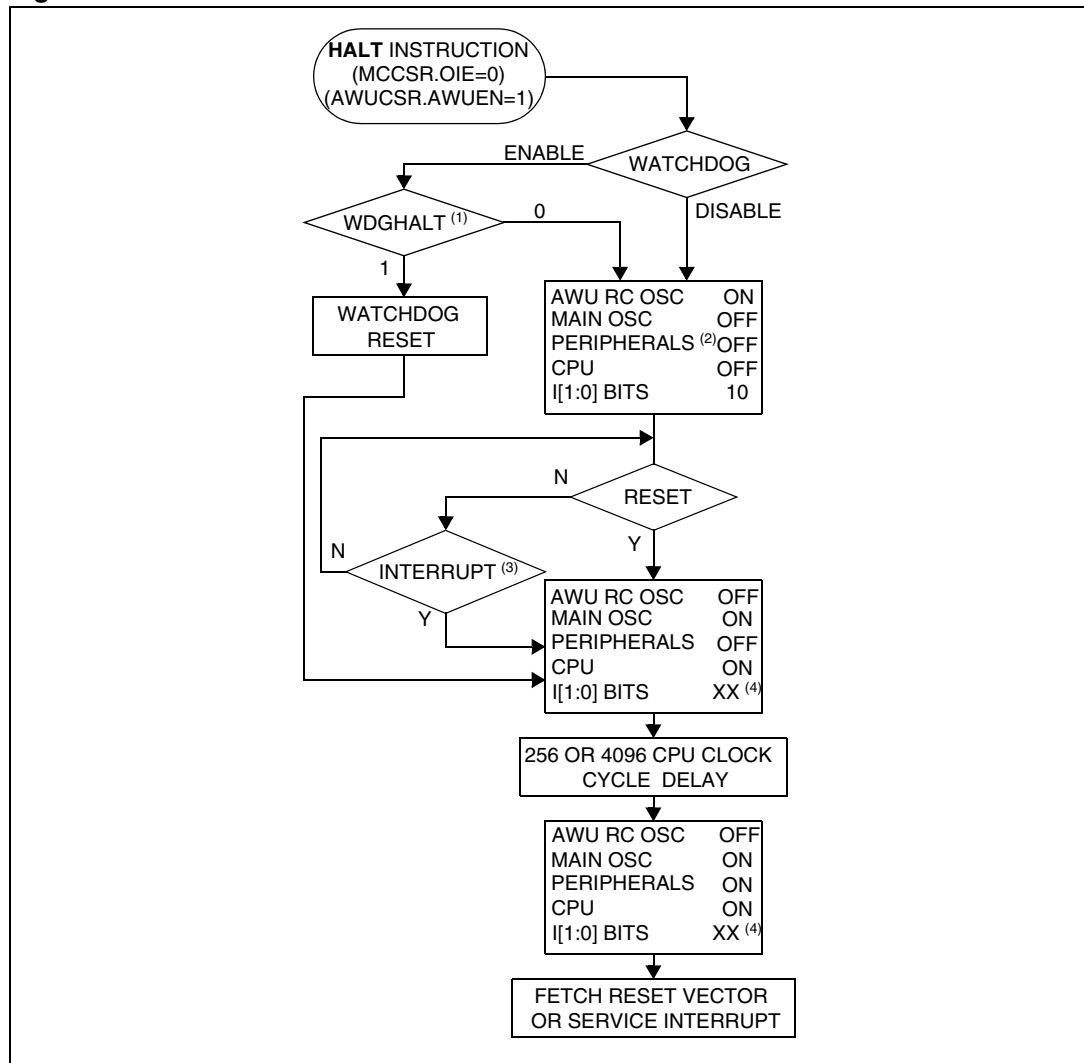 HALT INSTRUCTION
(MCCSR.OIE=0)
(AWUCSR.AWUEN=1)
ENABLE
WATCHDOG
WDGHALT (1)
0
DISABLE
1
WATCHDOG
RESET
AWU RC OSC ON
MAIN OSC OFF
PERIPHERALS (2) OFF
CPU OFF
I[1:0] BITS 10
N
RESET
N
INTERRUPT (3)
Y
Y
AWU RC OSC OFF
MAIN OSC ON
PERIPHERALS OFF
CPU ON
I[1:0] BITS XX (4)
256 OR 4096 CPU CLOCK
CYCLE DELAY
AWU RC OSC OFF
MAIN OSC ON
PERIPHERALS ON
CPU ON
I[1:0] BITS XX (4)
FETCH RESET VECTOR
OR SERVICE INTERRUPT